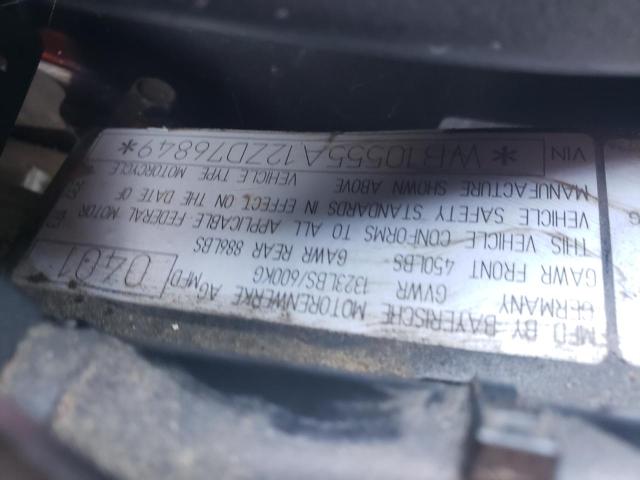 MFD. BY-BAYERISCHE
GERMANY MOTORENWERKE AG MFD 0401
GVWR 1323LBS/600KG
GAWR FRONT 450LBS GAWR REAR 886LBS
THIS VEHICLE CONFORMS TO ALL APPLICABLE FEDERAL MOTOR
VEHICLE SAFETY STANDARDS IN EFFECT ON THE DATE OF
MANUFACTURE SHOWN ABOVE
VEHICLE TYPE MOTORCYCLE
VIN *WB10555A12ZD76849*